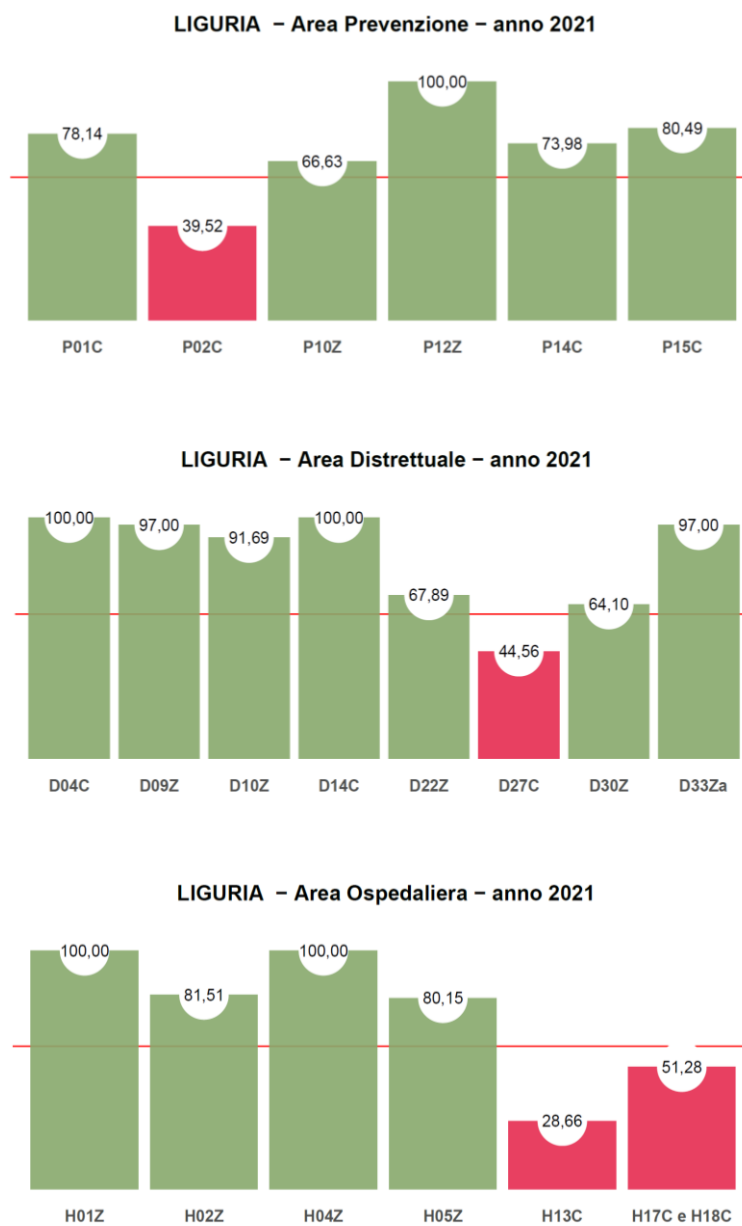 LIGURIA – Area Prevenzione – anno 2021
78,14
39,52
66,63
100,00
73,98
80,49
P01C
P02C
P10Z
P12Z
P14C
P15C
LIGURIA – Area Distrettuale – anno 2021
100,00
97,00
91,69
100,00
67,89
44,56
64,10
97,00
D04C
D09Z
D10Z
D14C
D22Z
D27C
D30Z
D33Za
LIGURIA – Area Ospedaliera – anno 2021
100,00
81,51
100,00
80,15
28,66
51,28
H01Z
H02Z
H04Z
H05Z
H13C
H17C e H18C